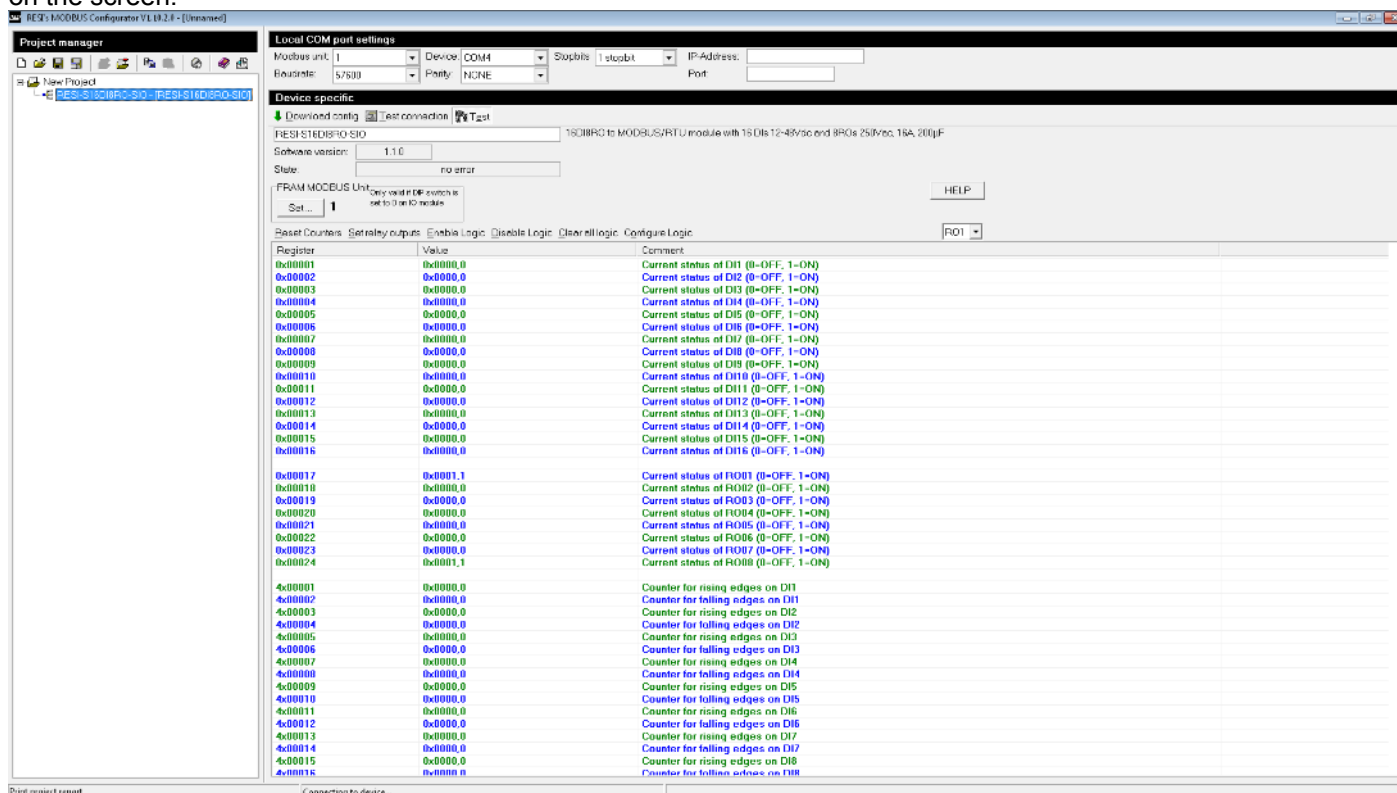 on the screen.
RESI's MODBUS Configurator V1.10.2.0 - [Unnamed]
Project manager
New Project
RESI-S16DI8RO-SIO - [RESI-S16DI8RO-SIO]
Local COM port settings
Modbus unit: 1 Device: COM4 Stopbits 1 stopbit IP-Address:
Baudrate: 57600 Parity: NONE Port:
Device specific
Download config Test connection Test
RESI-S16DI8RO-SIO 16DI8RO to MODBUS/RTU module with 16 DIs 12-48Vdc and 8ROs 250Vac, 16A, 200µF
Software version: 1.1.0
State: no error
FRAM MODBUS Unit Only valid if DIP switch is
Set... 1 set to 0 on IO module
HELP
Reset Counters Set relay outputs Enable Logic Disable Logic Clear all logic Configure Logic RO1
Register Value Comment
0x00001 0x0000,0 Current status of DI1 (0=OFF, 1=ON)
0x00002 0x0000,0 Current status of DI2 (0=OFF, 1=ON)
0x00003 0x0000,0 Current status of DI3 (0=OFF, 1=ON)
0x00004 0x0000,0 Current status of DI4 (0=OFF, 1=ON)
0x00005 0x0000,0 Current status of DI5 (0=OFF, 1=ON)
0x00006 0x0000,0 Current status of DI6 (0=OFF, 1=ON)
0x00007 0x0000,0 Current status of DI7 (0=OFF, 1=ON)
0x00008 0x0000,0 Current status of DI8 (0=OFF, 1=ON)
0x00009 0x0000,0 Current status of DI9 (0=OFF, 1=ON)
0x00010 0x0000,0 Current status of DI10 (0=OFF, 1=ON)
0x00011 0x0000,0 Current status of DI11 (0=OFF, 1=ON)
0x00012 0x0000,0 Current status of DI12 (0=OFF, 1=ON)
0x00013 0x0000,0 Current status of DI13 (0=OFF, 1=ON)
0x00014 0x0000,0 Current status of DI14 (0=OFF, 1=ON)
0x00015 0x0000,0 Current status of DI15 (0=OFF, 1=ON)
0x00016 0x0000,0 Current status of DI16 (0=OFF, 1=ON)
0x00017 0x0001,1 Current status of RO01 (0=OFF, 1=ON)
0x00018 0x0000,0 Current status of RO02 (0=OFF, 1=ON)
0x00019 0x0000,0 Current status of RO03 (0=OFF, 1=ON)
0x00020 0x0000,0 Current status of RO04 (0=OFF, 1=ON)
0x00021 0x0000,0 Current status of RO05 (0=OFF, 1=ON)
0x00022 0x0000,0 Current status of RO06 (0=OFF, 1=ON)
0x00023 0x0000,0 Current status of RO07 (0=OFF, 1=ON)
0x00024 0x0001,1 Current status of RO08 (0=OFF, 1=ON)
4x00001 0x0000,0 Counter for rising edges on DI1
4x00002 0x0000,0 Counter for falling edges on DI1
4x00003 0x0000,0 Counter for rising edges on DI2
4x00004 0x0000,0 Counter for falling edges on DI2
4x00005 0x0000,0 Counter for rising edges on DI3
4x00006 0x0000,0 Counter for falling edges on DI3
4x00007 0x0000,0 Counter for rising edges on DI4
4x00008 0x0000,0 Counter for falling edges on DI4
4x00009 0x0000,0 Counter for rising edges on DI5
4x00010 0x0000,0 Counter for falling edges on DI5
4x00011 0x0000,0 Counter for rising edges on DI6
4x00012 0x0000,0 Counter for falling edges on DI6
4x00013 0x0000,0 Counter for rising edges on DI7
4x00014 0x0000,0 Counter for falling edges on DI7
4x00015 0x0000,0 Counter for rising edges on DI8
4x00016 0x0000,0 Counter for falling edges on DI8
Print project report Connecting to device